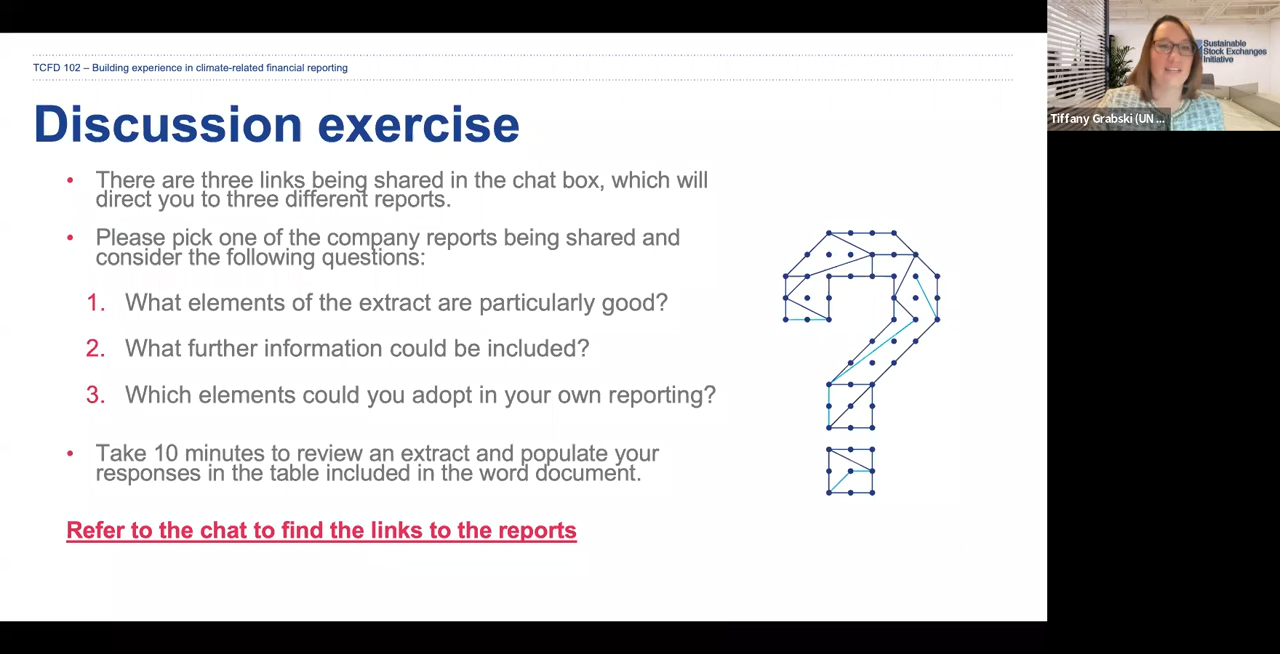 TCFD 102 – Building experience in climate-related financial reporting
Discussion exercise
• There are three links being shared in the chat box, which will
direct you to three different reports.
• Please pick one of the company reports being shared and
consider the following questions:
1. What elements of the extract are particularly good?
2. What further information could be included?
3. Which elements could you adopt in your own reporting?
• Take 10 minutes to review an extract and populate your
responses in the table included in the word document.
Refer to the chat to find the links to the reports
Sustainable
Stock Exchanges
Initiative
Tiffany Grabski (UN ...